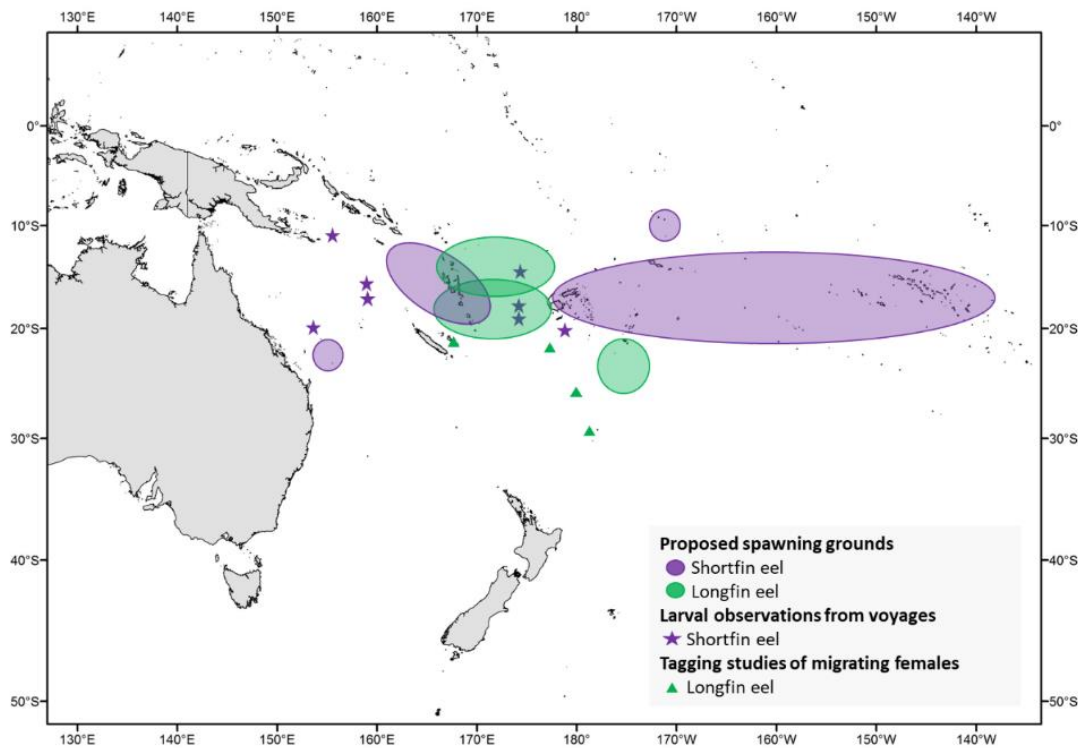 130°E 140°E 150°E 160°E 170°E 180° 170°W 160°W 150°W 140°W
0° 0°
10°S 10°S
20°S 20°S
30°S 30°S
40°S 40°S
50°S 50°S
Proposed spawning grounds
Shortfin eel
Longfin eel
Larval observations from voyages
Shortfin eel
Tagging studies of migrating females
Longfin eel
130°E 140°E 150°E 160°E 170°E 180° 170°W 160°W 150°W 140°W